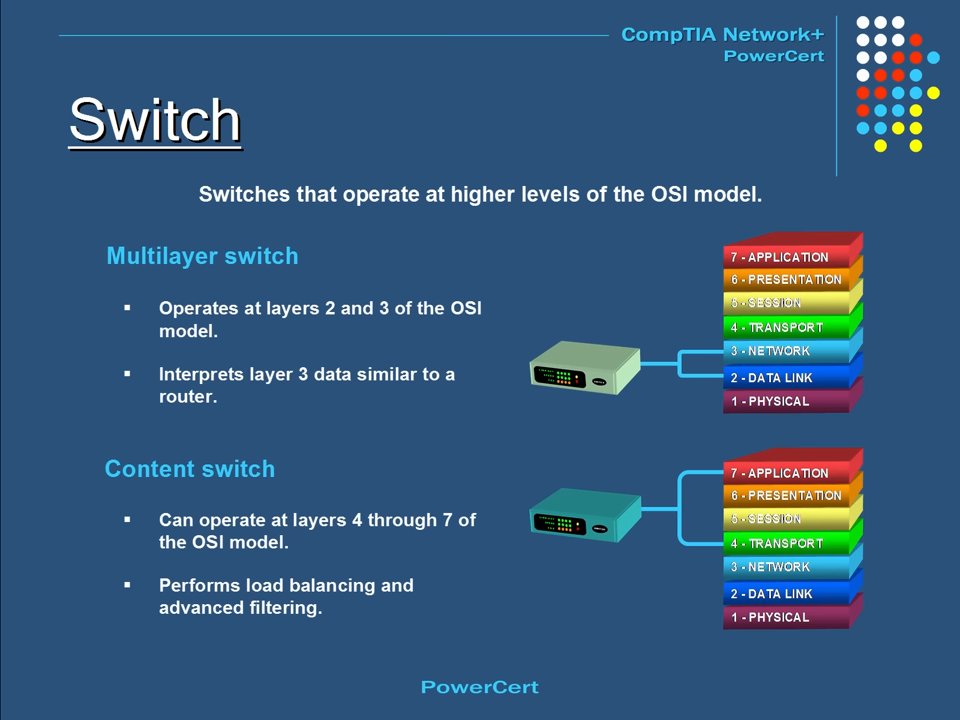 CompTIA Network+
PowerCert
Switch
Switches that operate at higher levels of the OSI model.
Multilayer switch
▪ Operates at layers 2 and 3 of the OSI
model.
▪ Interprets layer 3 data similar to a
router.
7 - APPLICATION
6 - PRESENTATION
5 - SESSION
4 - TRANSPORT
3 - NETWORK
2 - DATA LINK
1 - PHYSICAL
Content switch
▪ Can operate at layers 4 through 7 of
the OSI model.
▪ Performs load balancing and
advanced filtering.
7 - APPLICATION
6 - PRESENTATION
5 - SESSION
4 - TRANSPORT
3 - NETWORK
2 - DATA LINK
1 - PHYSICAL
PowerCert